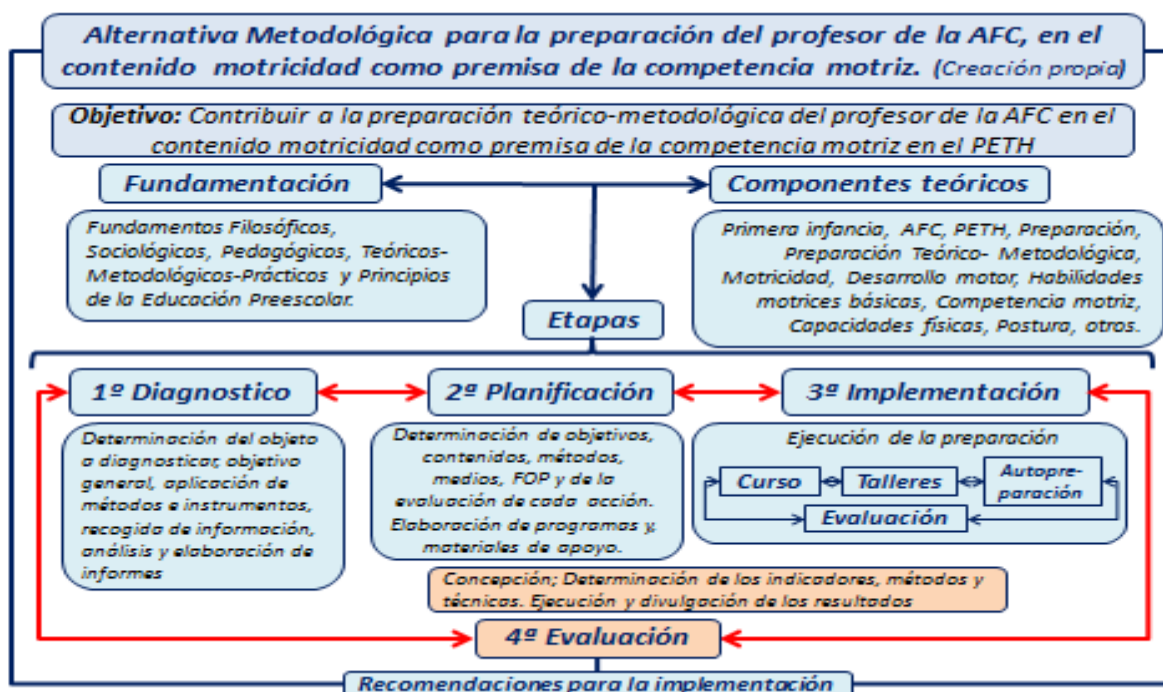 Alternativa Metodológica para la preparación del profesor de la AFC, en el
contenido motricidad como premisa de la competencia motriz. (Creación propia)
Objetivo: Contribuir a la preparación teórico-metodológica del profesor de la AFC en el
contenido motricidad como premisa de la competencia motriz en el PETH
Fundamentación
Componentes teóricos
Fundamentos Filosóficos,
Sociológicos, Pedagógicos, Teóricos-
Metodológicos-Prácticos y Principios
de la Educación Preescolar.
Primera infancia, AFC, PETH, Preparación,
Preparación Teórico- Metodológica,
Motricidad, Desarrollo motor, Habilidades
motrices básicas, Competencia motriz,
Capacidades físicas, Postura, otros.
Etapas
1º Diagnostico
2ª Planificación
3ª Implementación
Determinación del objeto
a diagnosticar, objetivo
general, aplicación de
métodos e instrumentos,
recogida de información,
análisis y elaboración de
informes
Determinación de objetivos,
contenidos, métodos,
medios, FOP y de la
evaluación de cada acción.
Elaboración de programas y,
materiales de apoyo.
Ejecución de la preparación
Curso
Talleres
Autopre-
paración
Evaluación
Concepción; Determinación de los indicadores, métodos y
técnicas. Ejecución y divulgación de los resultados
4ª Evaluación
Recomendaciones para la implementación